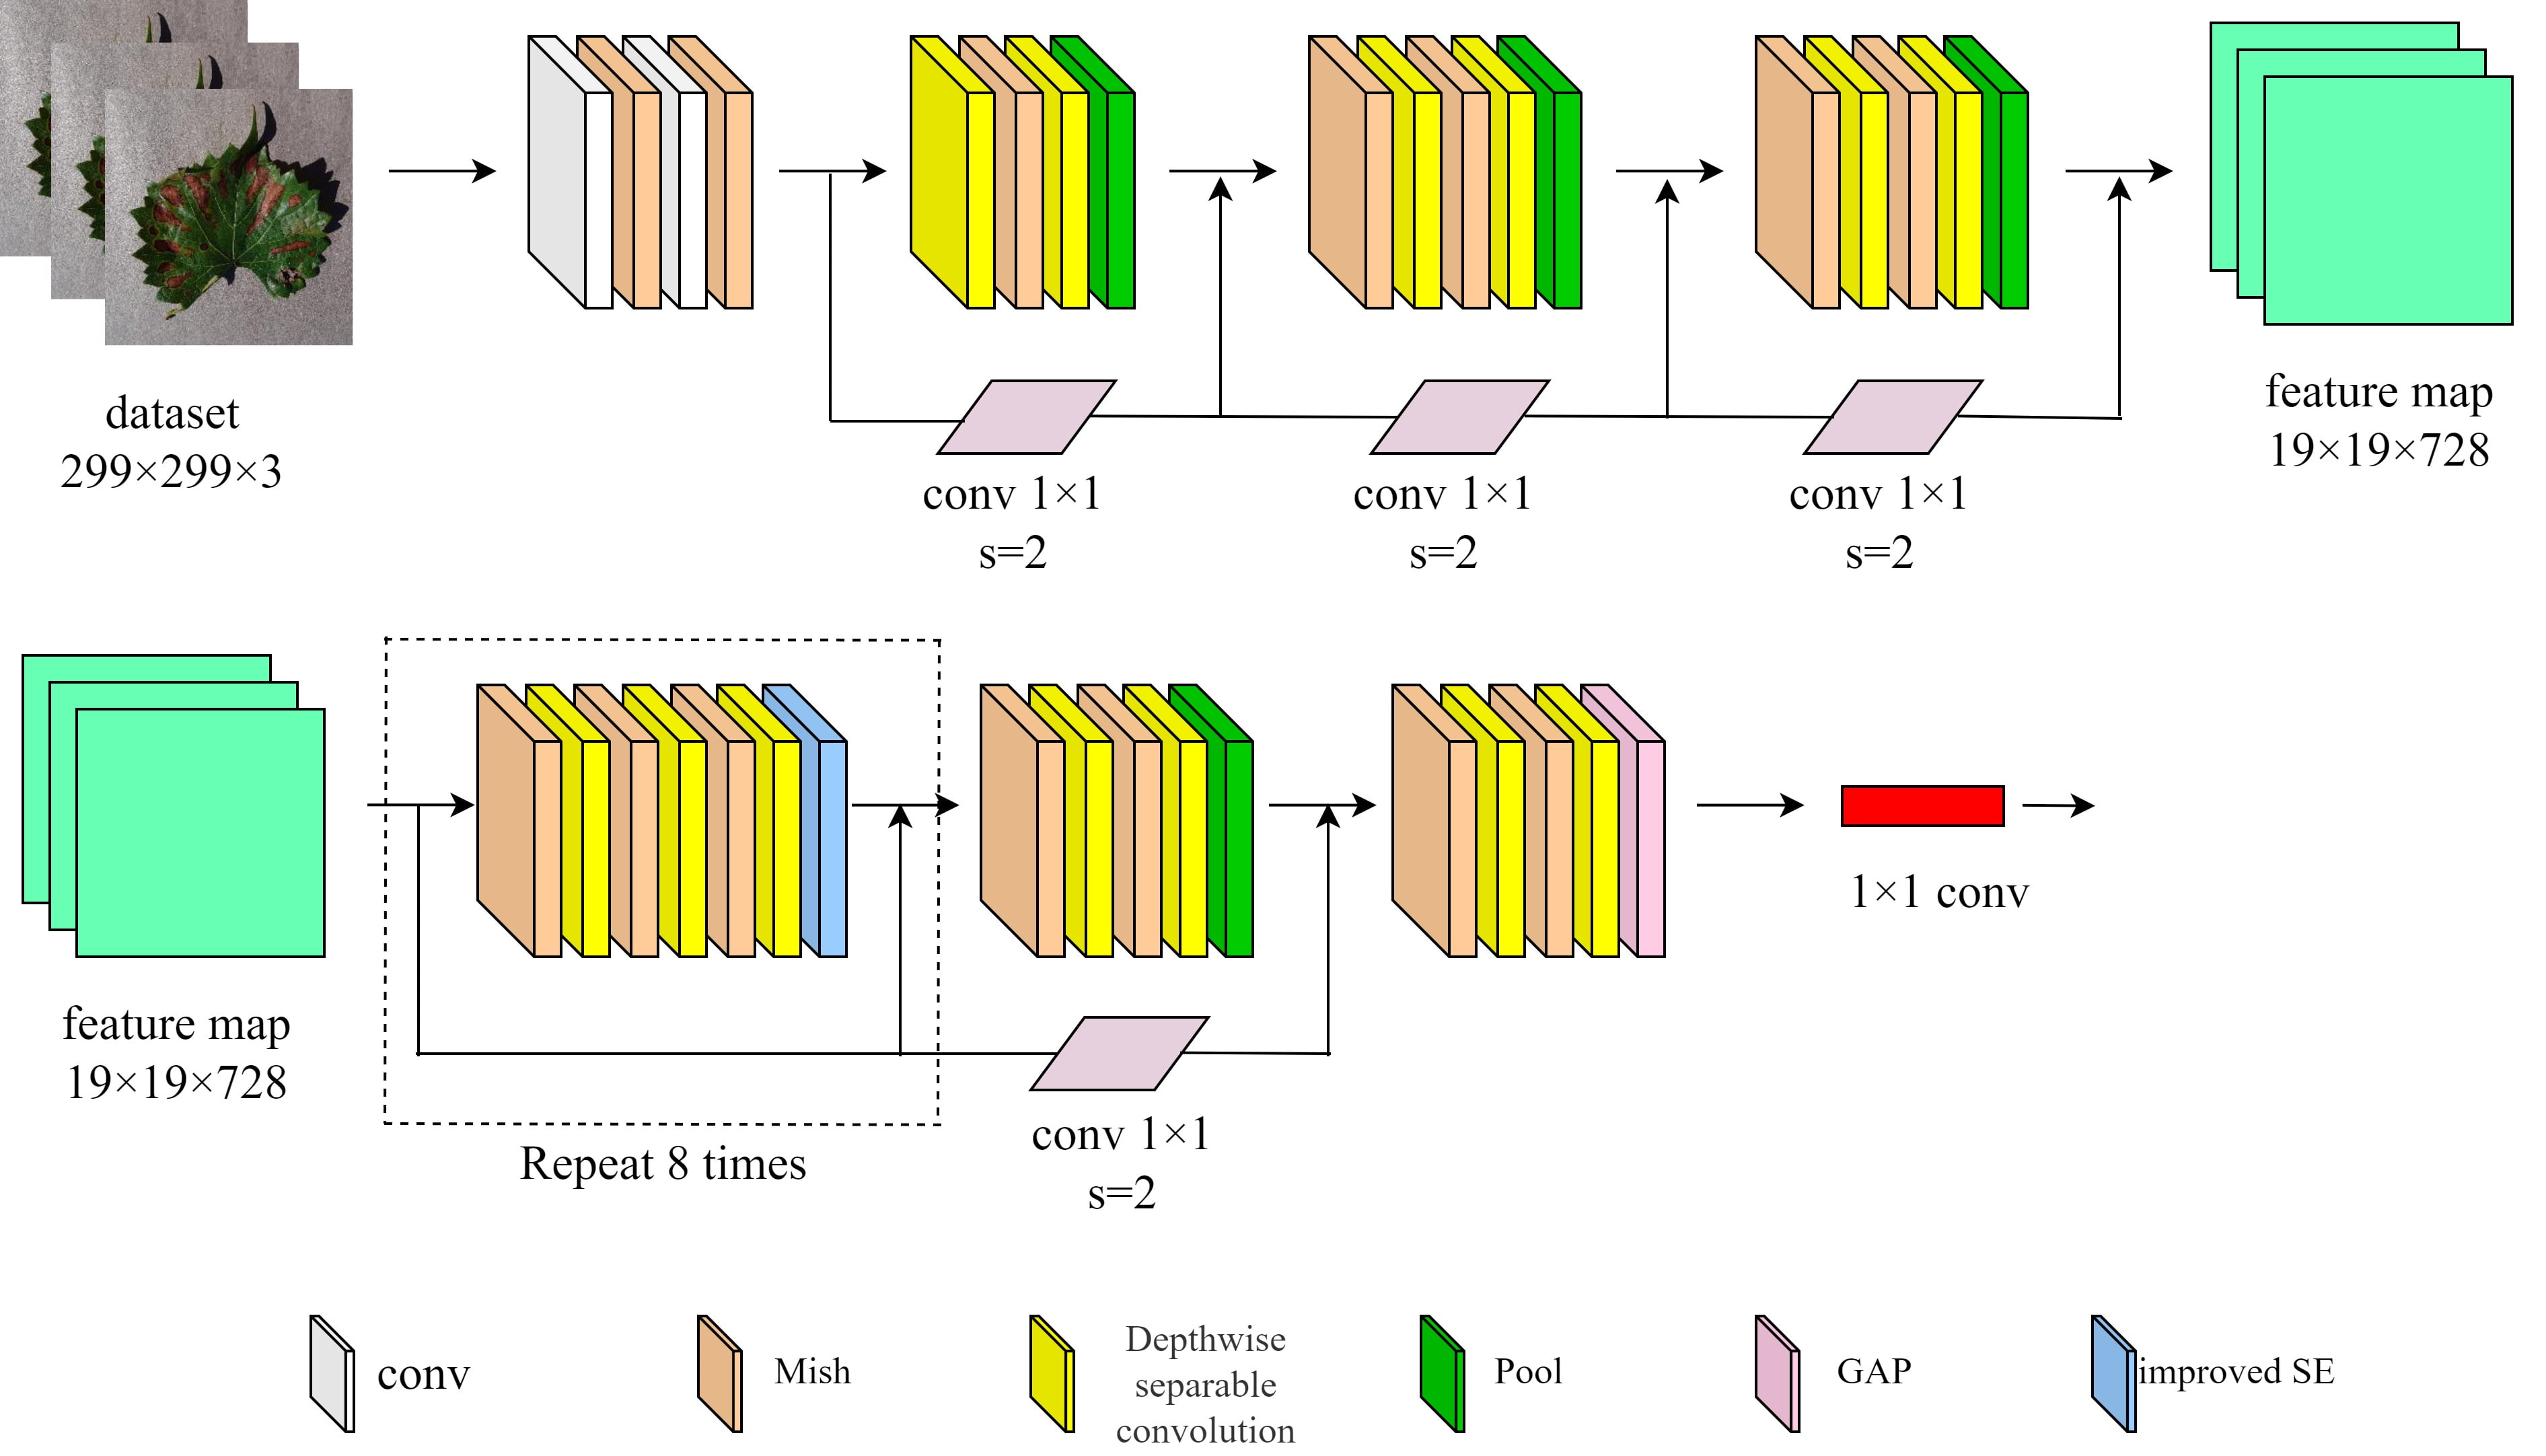 dataset
299×299×3
conv 1×1
s=2
conv 1×1
s=2
conv 1×1
s=2
feature map
19×19×728
feature map
19×19×728
Repeat 8 times
conv 1×1
s=2
1×1 conv
conv
Mish
Depthwise
separable
convolution
Pool
GAP
improved SE